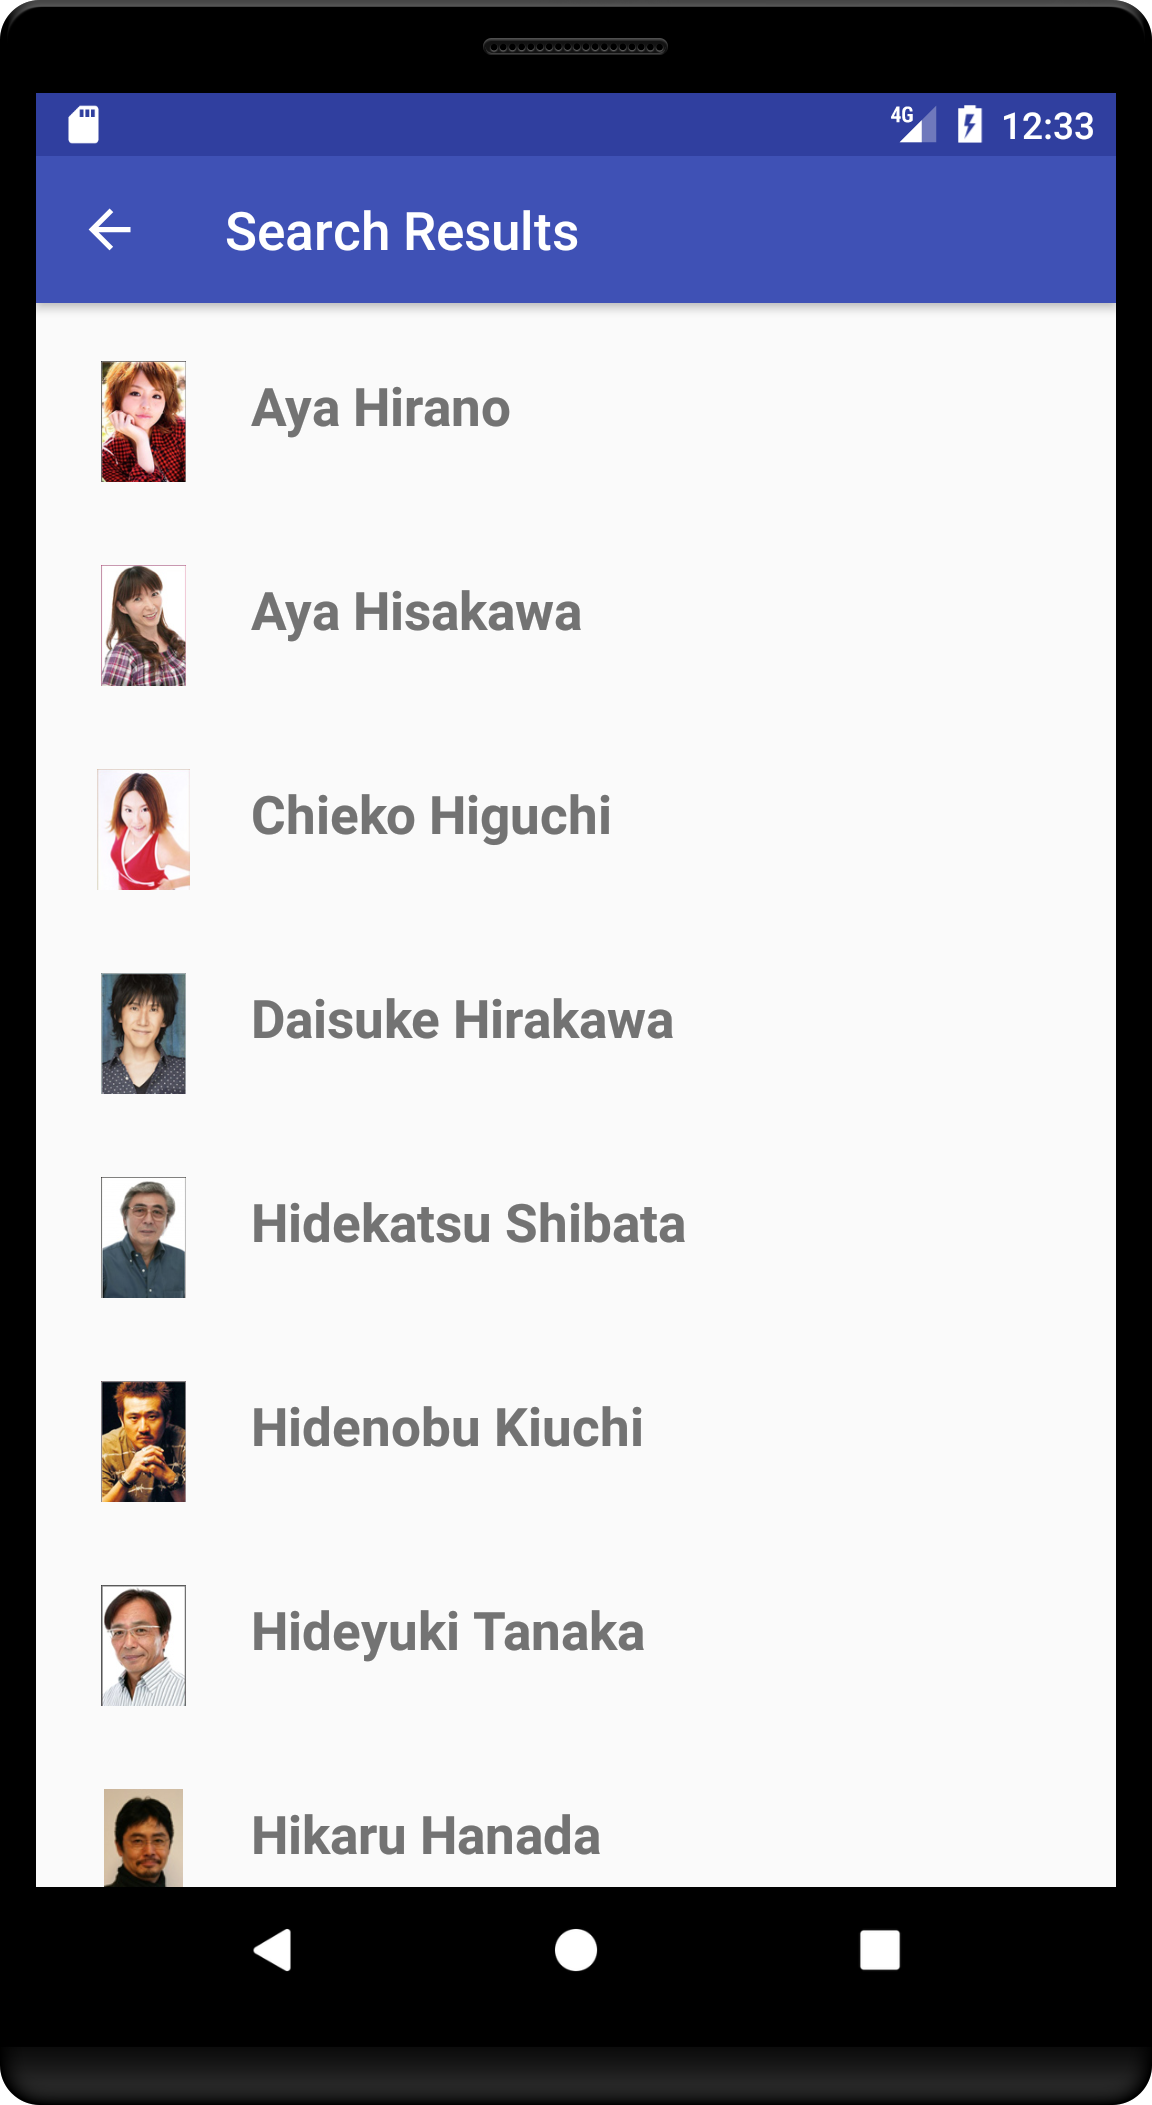 4G 12:33
Search Results
Aya Hirano
Aya Hisakawa
Chieko Higuchi
Daisuke Hirakawa
Hidekatsu Shibata
Hidenobu Kiuchi
Hideyuki Tanaka
Hikaru Hanada